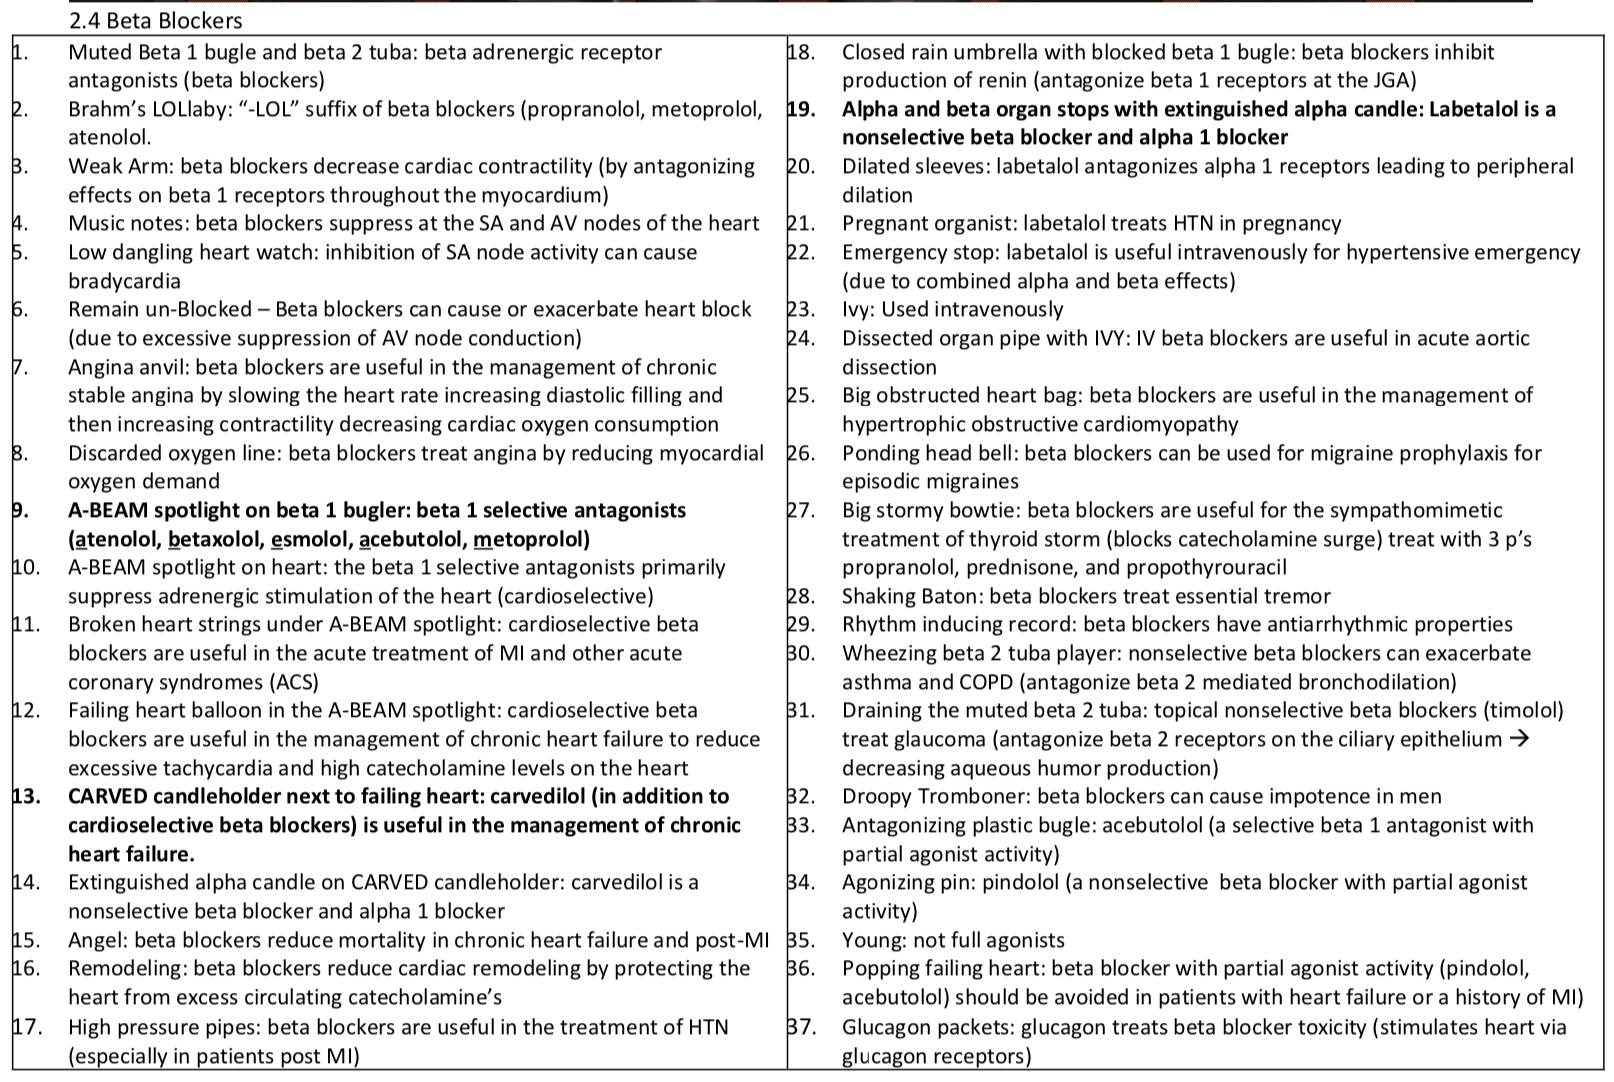 2.4 Beta Blockers
1. Muted Beta 1 bugle and beta 2 tuba: beta adrenergic receptor
antagonists (beta blockers)
2. Brahm's LOLlaby: "-LOL" suffix of beta blockers (propranolol, metoprolol,
atenolol.
3. Weak Arm: beta blockers decrease cardiac contractility (by antagonizing
effects on beta 1 receptors throughout the myocardium)
4. Music notes: beta blockers suppress at the SA and AV nodes of the heart
5. Low dangling heart watch: inhibition of SA node activity can cause
bradycardia
6. Remain un-Blocked – Beta blockers can cause or exacerbate heart block
(due to excessive suppression of AV node conduction)
7. Angina anvil: beta blockers are useful in the management of chronic
stable angina by slowing the heart rate increasing diastolic filling and
then increasing contractility decreasing cardiac oxygen consumption
8. Discarded oxygen line: beta blockers treat angina by reducing myocardial
oxygen demand
9. A-BEAM spotlight on beta 1 bugler: beta 1 selective antagonists
(atenolol, betaxolol, esmolol, acebutolol, metoprolol)
10. A-BEAM spotlight on heart: the beta 1 selective antagonists primarily
suppress adrenergic stimulation of the heart (cardioselective)
11. Broken heart strings under A-BEAM spotlight: cardioselective beta
blockers are useful in the acute treatment of MI and other acute
coronary syndromes (ACS)
12. Failing heart balloon in the A-BEAM spotlight: cardioselective beta
blockers are useful in the management of chronic heart failure to reduce
excessive tachycardia and high catecholamine levels on the heart
13. CARVED candleholder next to failing heart: carvedilol (in addition to
cardioselective beta blockers) is useful in the management of chronic
heart failure.
14. Extinguished alpha candle on CARVED candleholder: carvedilol is a
nonselective beta blocker and alpha 1 blocker
15. Angel: beta blockers reduce mortality in chronic heart failure and post-MI
16. Remodeling: beta blockers reduce cardiac remodeling by protecting the
heart from excess circulating catecholamine's
17. High pressure pipes: beta blockers are useful in the treatment of HTN
(especially in patients post MI)
18. Closed rain umbrella with blocked beta 1 bugle: beta blockers inhibit
production of renin (antagonize beta 1 receptors at the JGA)
19. Alpha and beta organ stops with extinguished alpha candle: Labetalol is a
nonselective beta blocker and alpha 1 blocker
20. Dilated sleeves: labetalol antagonizes alpha 1 receptors leading to peripheral
dilation
21. Pregnant organist: labetalol treats HTN in pregnancy
22. Emergency stop: labetalol is useful intravenously for hypertensive emergency
(due to combined alpha and beta effects)
23. Ivy: Used intravenously
24. Dissected organ pipe with IVY: IV beta blockers are useful in acute aortic
dissection
25. Big obstructed heart bag: beta blockers are useful in the management of
hypertrophic obstructive cardiomyopathy
26. Ponding head bell: beta blockers can be used for migraine prophylaxis for
episodic migraines
27. Big stormy bowtie: beta blockers are useful for the sympathomimetic
treatment of thyroid storm (blocks catecholamine surge) treat with 3 p's
propranolol, prednisone, and propothyrouracil
28. Shaking Baton: beta blockers treat essential tremor
29. Rhythm inducing record: beta blockers have antiarrhythmic properties
30. Wheezing beta 2 tuba player: nonselective beta blockers can exacerbate
asthma and COPD (antagonize beta 2 mediated bronchodilation)
31. Draining the muted beta 2 tuba: topical nonselective beta blockers (timolol)
treat glaucoma (antagonize beta 2 receptors on the ciliary epithelium →
decreasing aqueous humor production)
32. Droopy Tromboner: beta blockers can cause impotence in men
33. Antagonizing plastic bugle: acebutolol (a selective beta 1 antagonist with
partial agonist activity)
34. Agonizing pin: pindolol (a nonselective beta blocker with partial agonist
activity)
35. Young: not full agonists
36. Popping failing heart: beta blocker with partial agonist activity (pindolol,
acebutolol) should be avoided in patients with heart failure or a history of MI)
37. Glucagon packets: glucagon treats beta blocker toxicity (stimulates heart via
glucagon receptors)